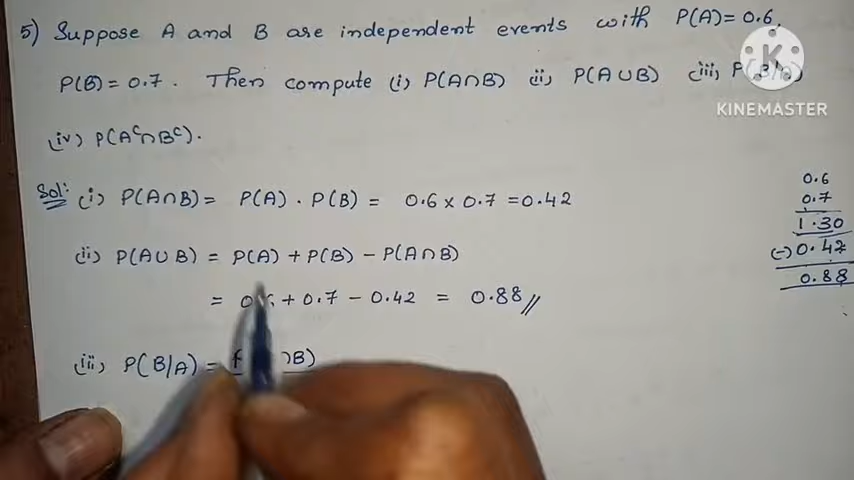 5) Suppose A and B are independent events with P(A)= 0.6,
P(B)= 0.7. Then compute (i) P(A∩B) (ii) P(A∪B) (iii) P(B/A)
(iv) P(Aᶜ∩Bᶜ).
Sol: (i) P(A∩B)= P(A) . P(B) = 0.6 x 0.7 = 0.42
(ii) P(A∪B) = P(A) + P(B) - P(A∩B)
= + 0.7 - 0.42 = 0.88 //
(iii) P(B/A) = ∩B)
0.6
0.7
1.30
(-) 0.42
0.88
K
KINEMASTER